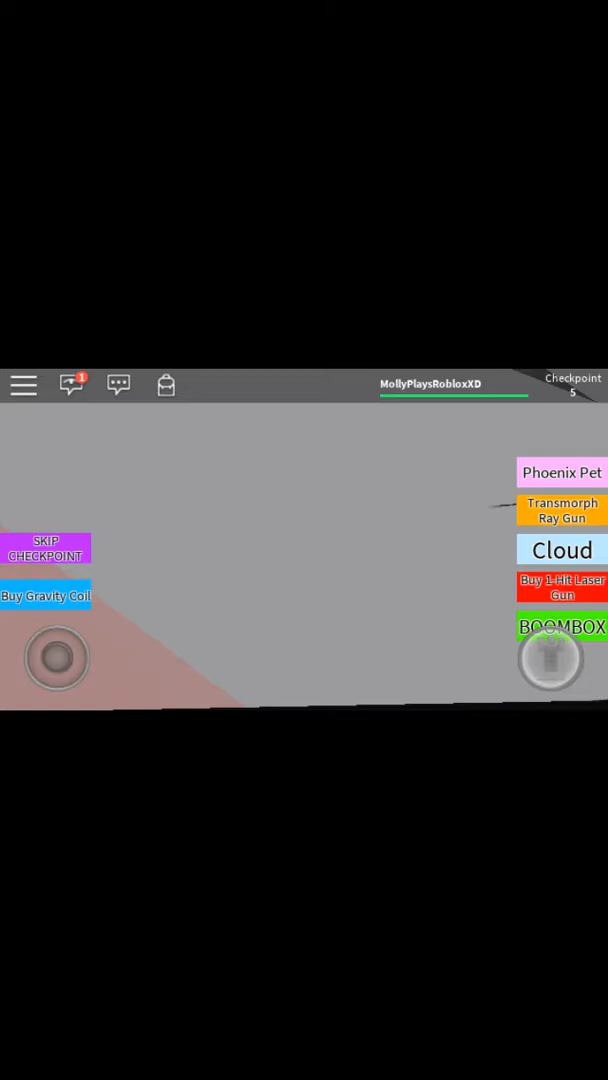 1
MollyPlaysRobloxXD
Checkpoint
5
Phoenix Pet
Transmorph
Ray Gun
SKIP
CHECKPOINT
Cloud
Buy 1-Hit Laser
Gun
Buy Gravity Coil
BOOMBOX